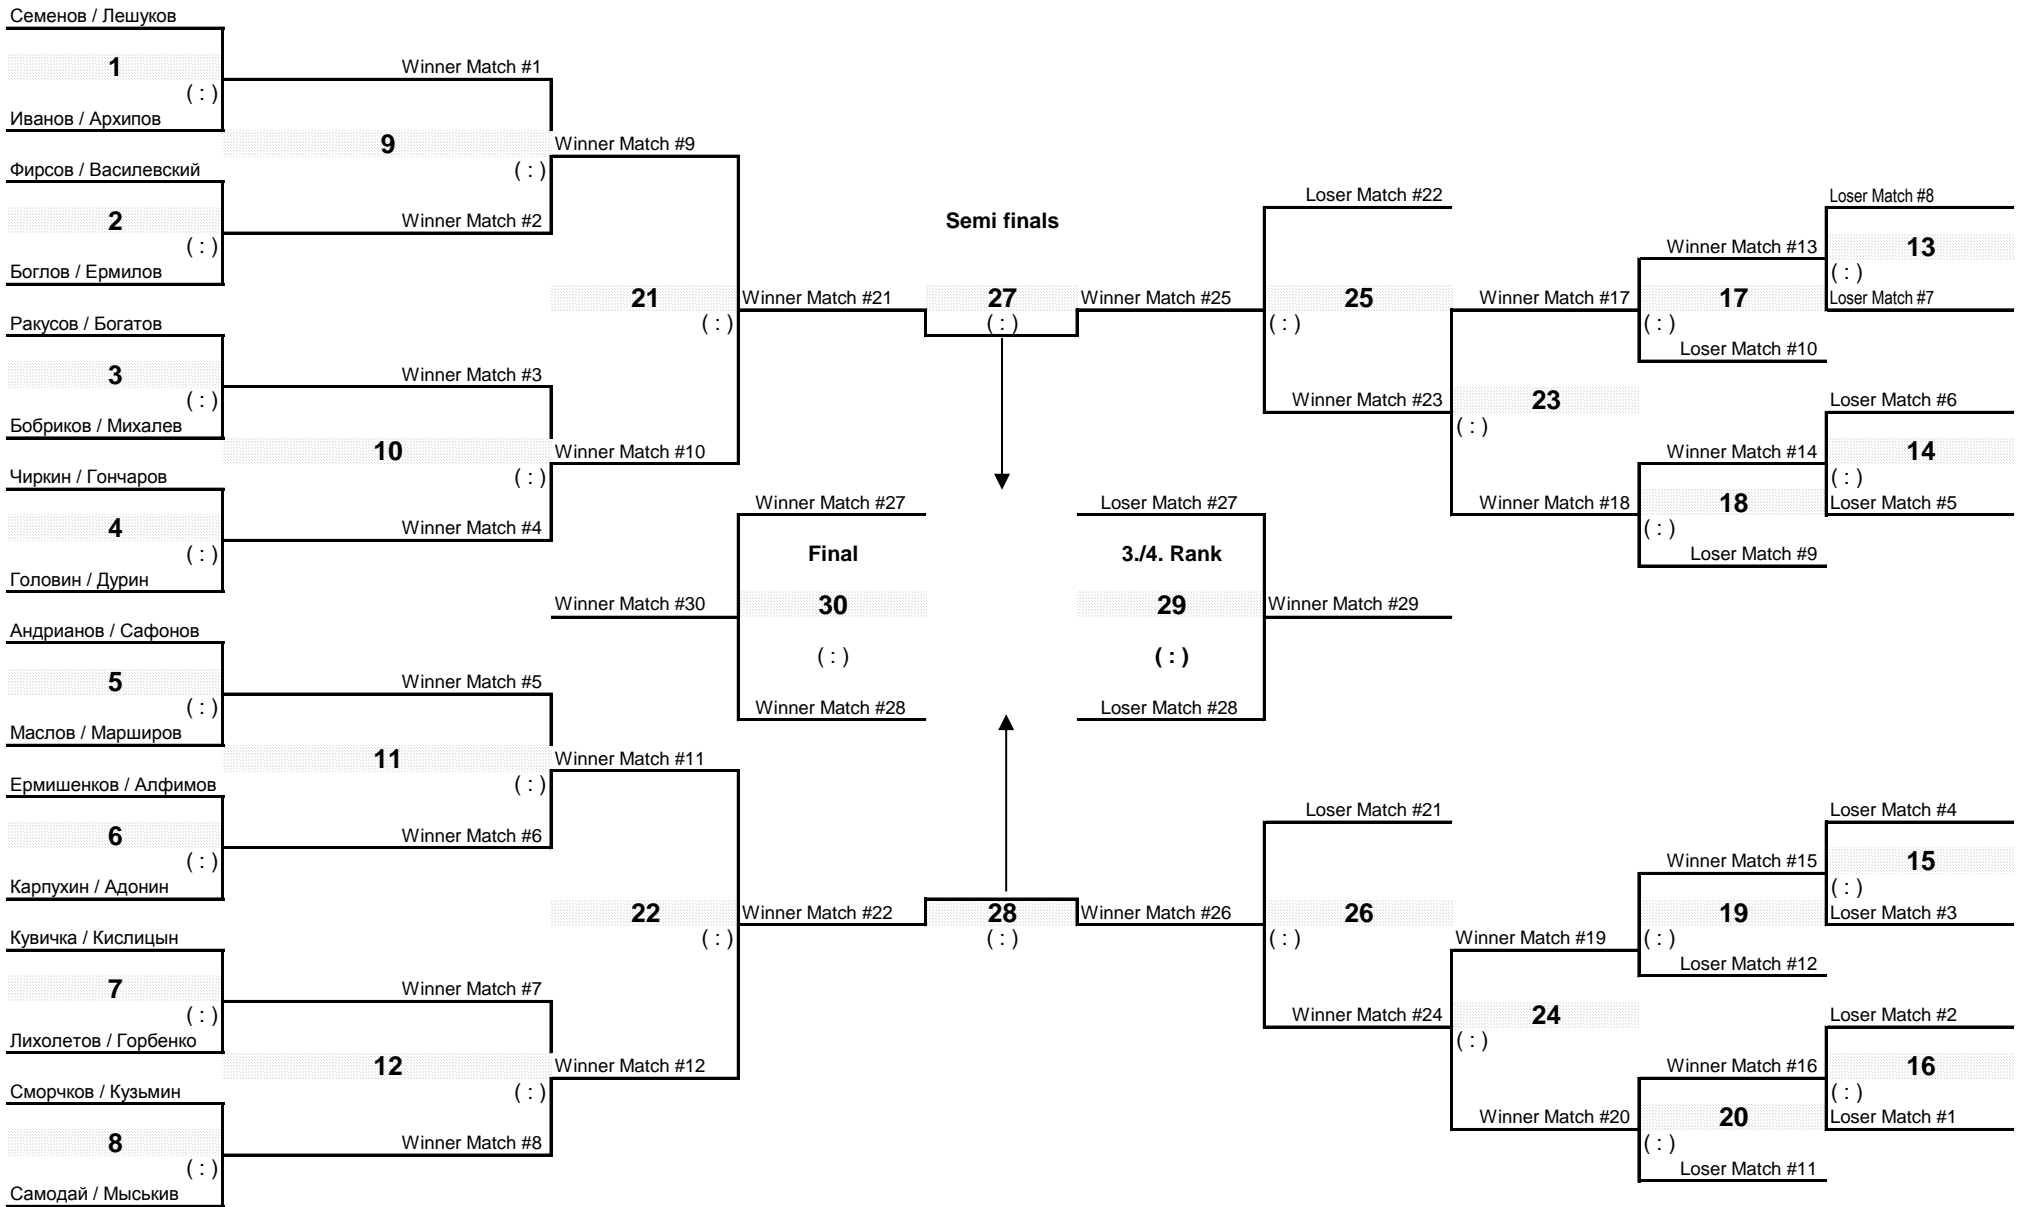 Семенов / Лешуков
1
Winner Match #1
( : )
Иванов / Архипов
9
Winner Match #9
( : )
Фирсов / Василевский
2
Winner Match #2
( : )
Боглов / Ермилов
21
Winner Match #21
( : )
Ракусов / Богатов
3
Winner Match #3
( : )
Бобриков / Михалев
10
Winner Match #10
( : )
Чиркин / Гончаров
4
Winner Match #4
( : )
Головин / Дурин
Андрианов / Сафонов
5
Winner Match #5
( : )
Маслов / Марширов
11
Winner Match #11
( : )
Ермишенков / Алфимов
6
Winner Match #6
( : )
Карпухин / Адонин
22
Winner Match #22
( : )
Кувичка / Кислицын
7
Winner Match #7
( : )
Лихолетов / Горбенко
12
Winner Match #12
( : )
Сморчков / Кузьмин
8
Winner Match #8
( : )
Самодай / Мыськив
Semi finals
27
( : )
Winner Match #25
Winner Match #27
Final
Winner Match #30
30
( : )
Winner Match #28
Loser Match #27
3./4. Rank
29
Winner Match #29
( : )
Loser Match #28
28
( : )
Winner Match #26
Loser Match #22
25
( : )
Winner Match #23
Winner Match #17
23
( : )
Winner Match #18
Winner Match #13
17
( : )
Loser Match #10
Loser Match #8
13
( : )
Loser Match #7
Winner Match #14
18
( : )
Loser Match #9
Loser Match #6
14
( : )
Loser Match #5
Loser Match #21
26
( : )
Winner Match #24
Winner Match #19
24
( : )
Winner Match #20
Winner Match #15
19
( : )
Loser Match #12
Loser Match #4
15
( : )
Loser Match #3
Winner Match #16
20
( : )
Loser Match #11
Loser Match #2
16
( : )
Loser Match #1